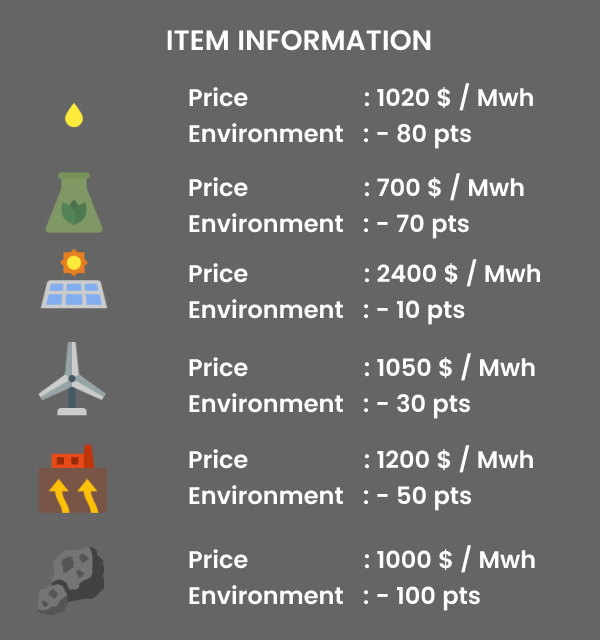 ITEM INFORMATION
Price : 1020 $ / Mwh
Environment : - 80 pts
Price : 700 $ / Mwh
Environment : - 70 pts
Price : 2400 $ / Mwh
Environment : - 10 pts
Price : 1050 $ / Mwh
Environment : - 30 pts
Price : 1200 $ / Mwh
Environment : - 50 pts
Price : 1000 $ / Mwh
Environment : - 100 pts